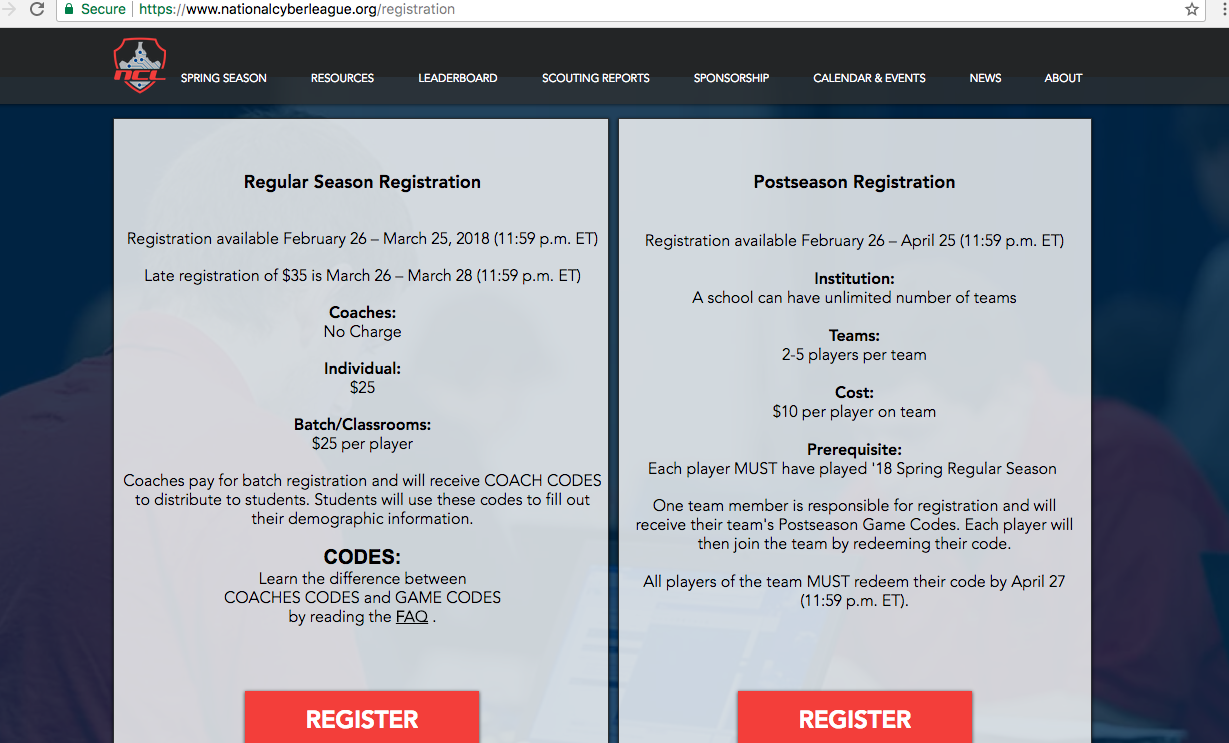 Secure https://www.nationalcyberleague.org/registration
NCL
SPRING SEASON RESOURCES LEADERBOARD SCOUTING REPORTS SPONSORSHIP CALENDAR & EVENTS NEWS ABOUT
Regular Season Registration
Registration available February 26 – March 25, 2018 (11:59 p.m. ET)
Late registration of $35 is March 26 – March 28 (11:59 p.m. ET)
Coaches:
No Charge
Individual:
$25
Batch/Classrooms:
$25 per player
Coaches pay for batch registration and will receive COACH CODES
to distribute to students. Students will use these codes to fill out
their demographic information.
CODES:
Learn the difference between
COACHES CODES and GAME CODES
by reading the FAQ .
REGISTER
Postseason Registration
Registration available February 26 – April 25 (11:59 p.m. ET)
Institution:
A school can have unlimited number of teams
Teams:
2-5 players per team
Cost:
$10 per player on team
Prerequisite:
Each player MUST have played '18 Spring Regular Season
One team member is responsible for registration and will
receive their team's Postseason Game Codes. Each player will
then join the team by redeeming their code.
All players of the team MUST redeem their code by April 27
(11:59 p.m. ET).
REGISTER